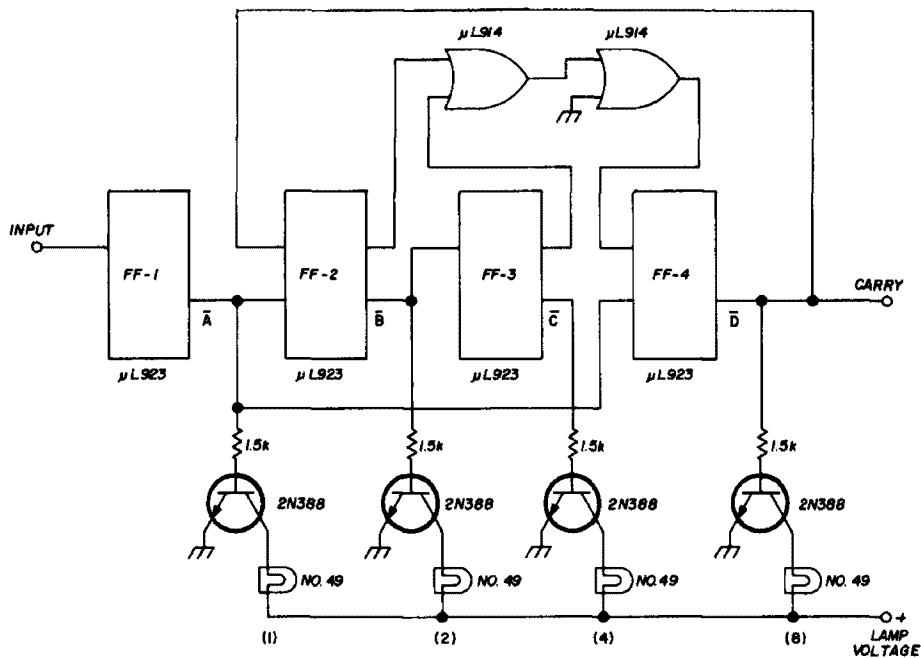 μL914
μL914
INPUT
FF-1
FF-2
FF-3
FF-4
CARRY
A̅
B̅
C̅
D̅
μL923
μL923
μL923
μL923
1.5k
1.5k
1.5k
1.5k
2N388
2N388
2N388
2N388
NO. 49
NO. 49
NO. 49
NO. 49
+
(1)
(2)
(4)
(8)
LAMP
VOLTAGE